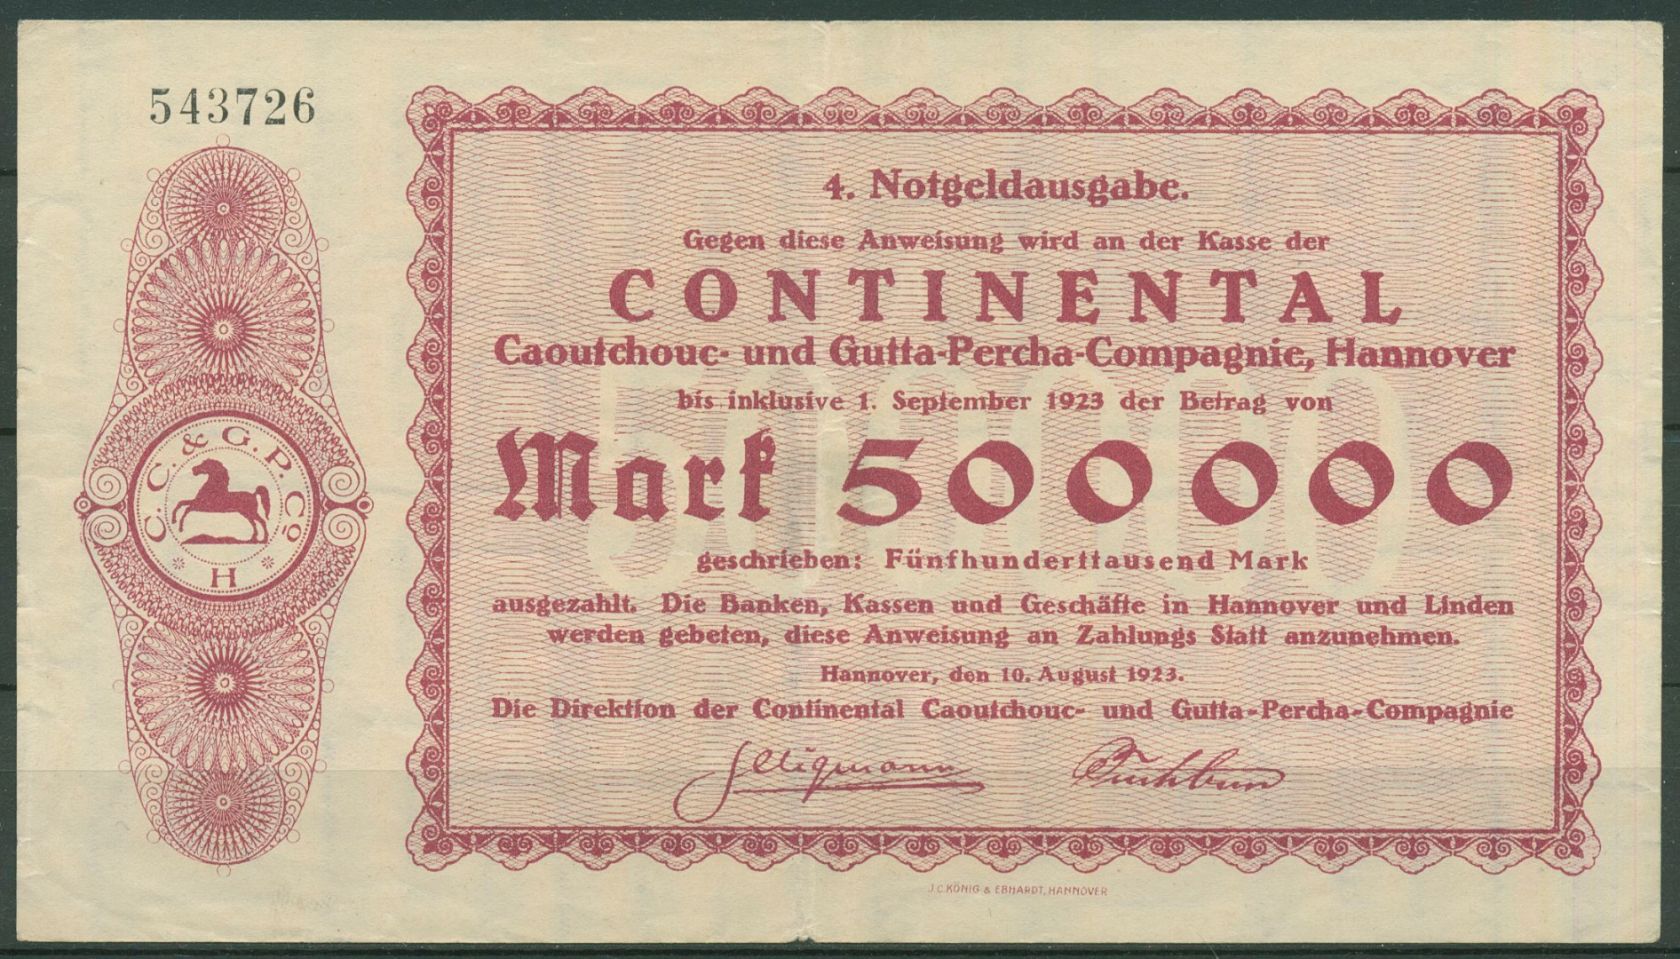 543726
4. Notgeldausgabe.
Gegen diese Anweisung wird an der Kasse der
CONTINENTAL
Caoutchouc- und Gutta-Percha-Compagnie, Hannover
bis inklusive 1. September 1923 der Betrag von
Mark 500000
500000
geschrieben: Fünfhunderttausend Mark
ausgezahlt. Die Banken, Kassen und Geschäfte in Hannover und Linden
werden gebeten, diese Anweisung an Zahlungs Statt anzunehmen.
Hannover, den 10. August 1923.
Die Direktion der Continental Caoutchouc- und Gutta-Percha-Compagnie
C. C. & G. P. Co
H
J.C. KÖNIG & EBHARDT, HANNOVER